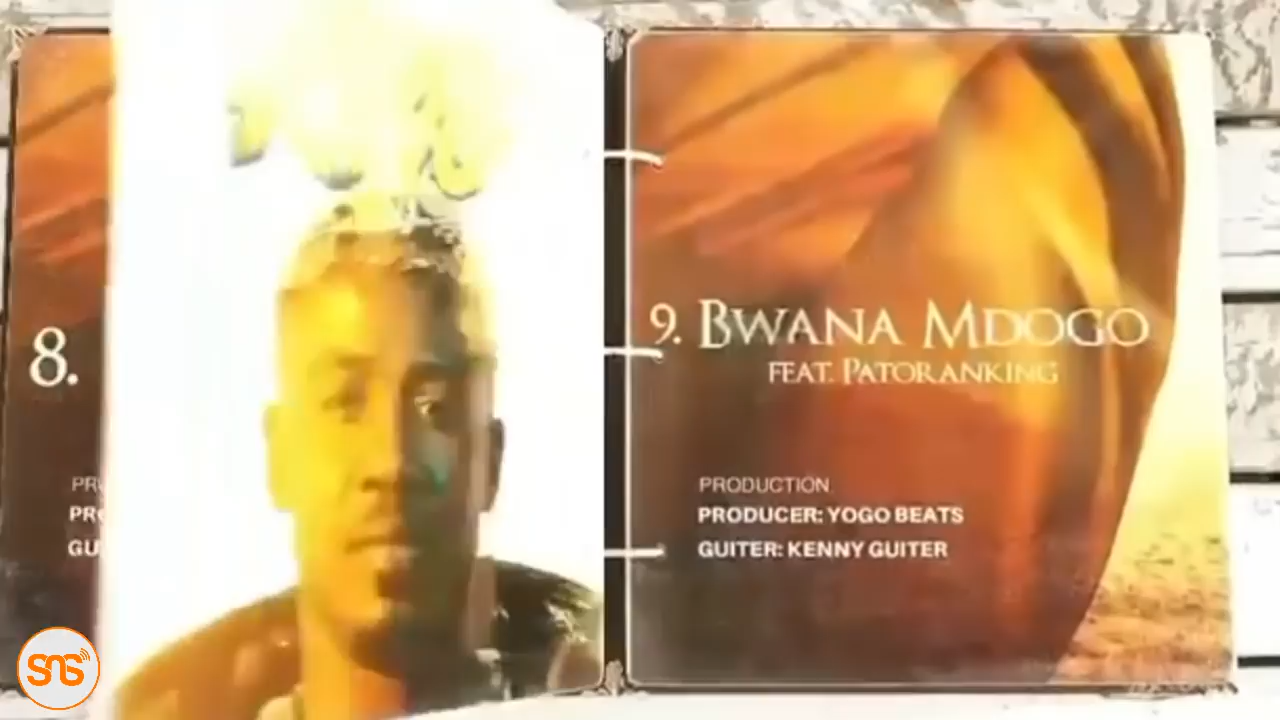 8.
9. BWANA MDOGO
FEAT. PATORANKING
PRODUCTION
PRODUCER: YOGO BEATS
GUITER: KENNY GUITER
SNS